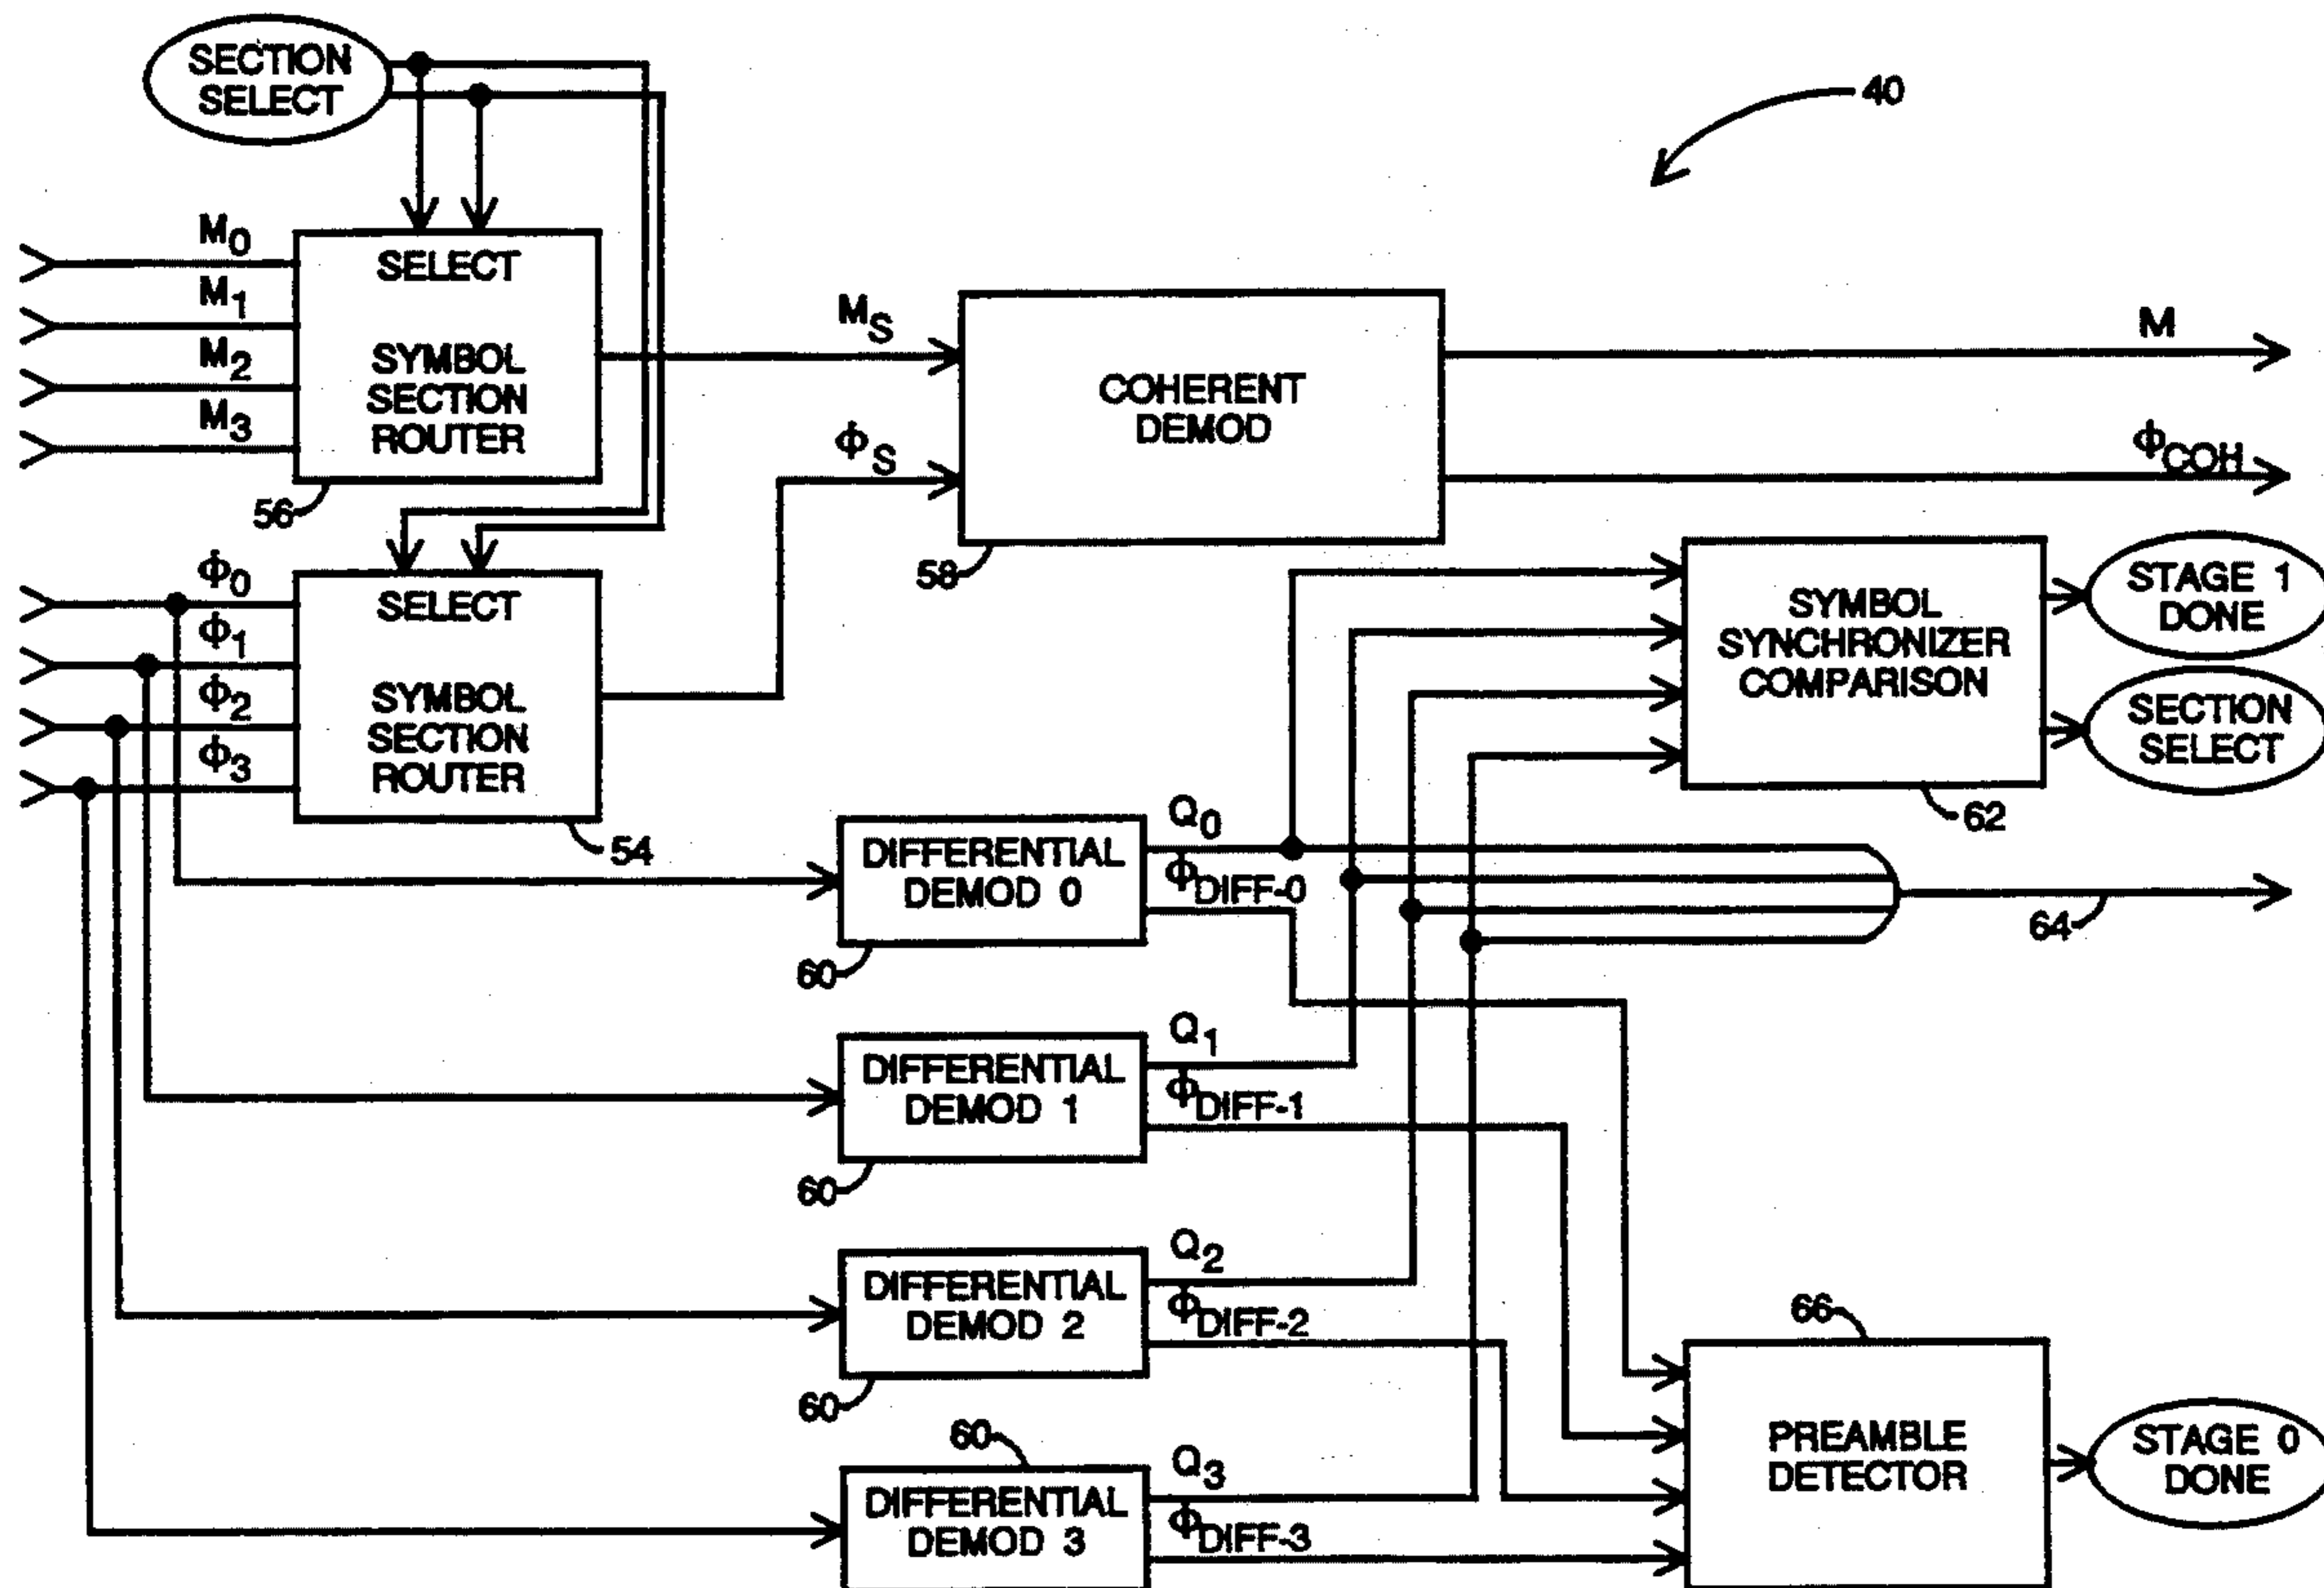 SECTION
SELECT
40
M0
M1
M2
M3
SELECT
SYMBOL
SECTION
ROUTER
56
MS
ΦS
COHERENT
DEMOD
58
M
ΦCOH
Φ0
Φ1
Φ2
Φ3
SELECT
SYMBOL
SECTION
ROUTER
54
SYMBOL
SYNCHRONIZER
COMPARISON
62
STAGE 1
DONE
SECTION
SELECT
DIFFERENTIAL
DEMOD 0
60
Q0
ΦDIFF-0
64
DIFFERENTIAL
DEMOD 1
60
Q1
ΦDIFF-1
DIFFERENTIAL
DEMOD 2
60
Q2
ΦDIFF-2
60
DIFFERENTIAL
DEMOD 3
Q3
ΦDIFF-3
66
PREAMBLE
DETECTOR
STAGE 0
DONE